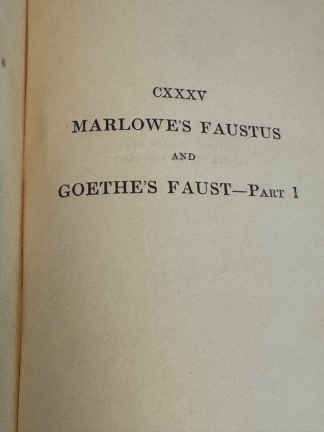 CXXXV
MARLOWE'S FAUSTUS
AND
GOETHE'S FAUST—PART 1